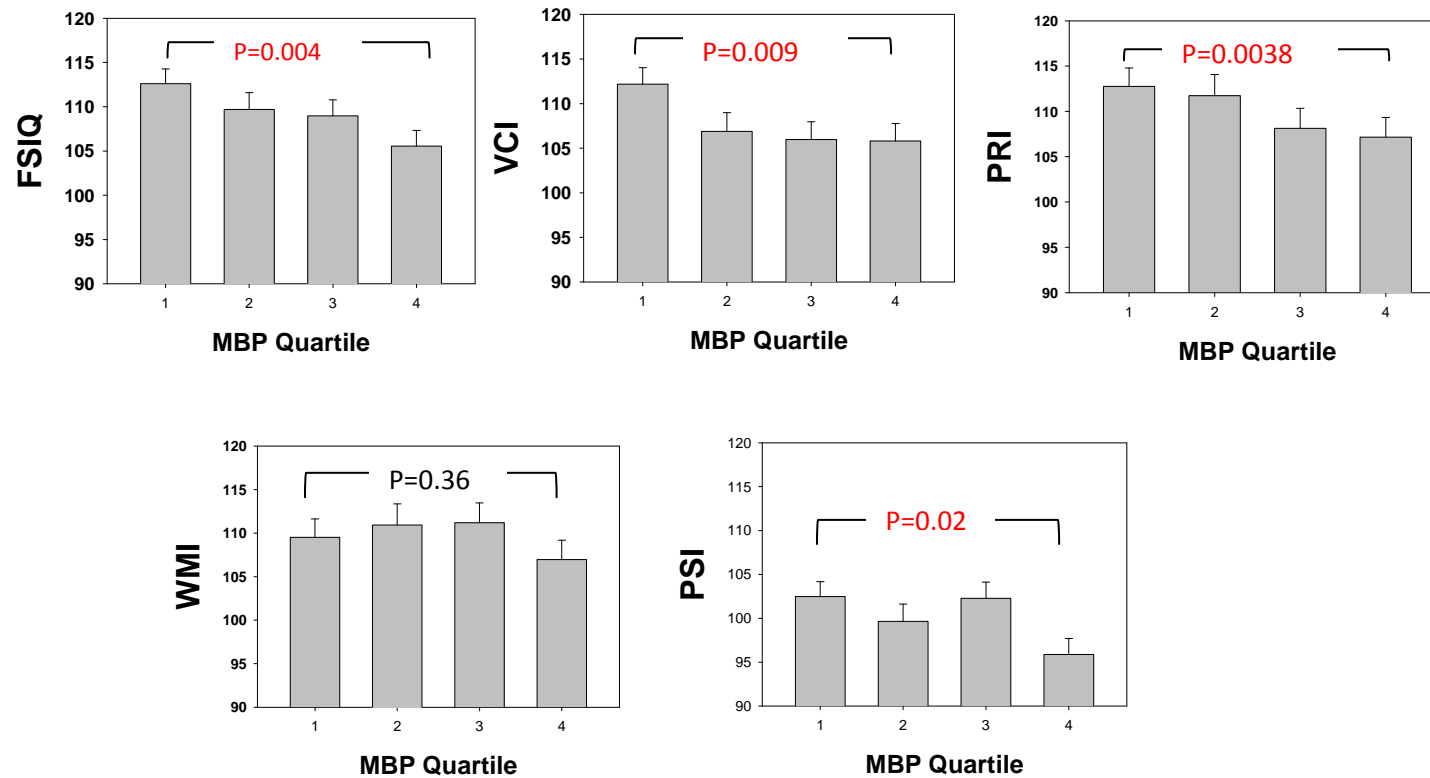 FSIQ
120
115
110
105
100
95
90
P=0.004
1 2 3 4
MBP Quartile
VCI
120
115
110
105
100
95
90
P=0.009
1 2 3 4
MBP Quartile
PRI
120
115
110
105
100
95
90
P=0.0038
1 2 3 4
MBP Quartile
WMI
120
115
110
105
100
95
90
P=0.36
1 2 3 4
MBP Quartile
PSI
120
115
110
105
100
95
90
P=0.02
1 2 3 4
MBP Quartile